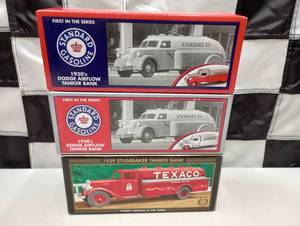 FIRST IN THE SERIES
STANDARD
GASOLINE
1930's
DODGE AIRFLOW
TANKER BANK
STANDARD OIL
FIRST IN THE SERIES
STANDARD
GASOLINE
1930's
DODGE AIRFLOW
TANKER BANK
STANDARD OIL
1939 STUDEBAKER TANKER BANK
TEXACO